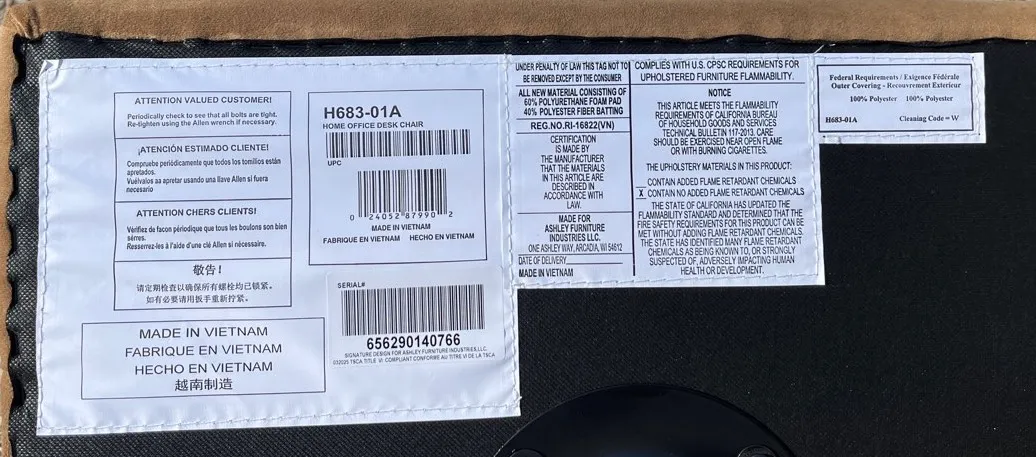 ATTENTION VALUED CUSTOMER!
Periodically check to see that all bolts are tight.
Re-tighten using the Allen wrench if necessary.
¡ATENCIÓN ESTIMADO CLIENTE!
Compruebe periódicamente que todos los tornillos están
apretados.
Vuélvalos aa apretar usando una llave Allen si fuera
necesario
ATTENTION CHERS CLIENTS!
Vérifiez de facon périodique que tous les boulons son bien
sérres.
Resserrez-les à l'aide d'une clé Allen si nécessaire.
敬告!
请定期检查以确保所有螺栓均已锁紧。
如有必要请用扳手重新拧紧。
MADE IN VIETNAM
FABRIQUE EN VIETNAM
HECHO EN VIETNAM
越南制造
H683-01A
HOME OFFICE DESK CHAIR
UPC
0 24052 87990 2
MADE IN VIETNAM
FABRIQUE EN VIETNAM HECHO EN VIETNAM
SERIAL#
656290140766
SIGNATURE DESIGN FOR ASHLEY FURNITURE INDUSTRIES,LLC.
032025 TSCA TITLE VI COMPLIANT CONFORME AU TITRE VI DE LA TSCA
UNDER PENALTY OF LAW THIS TAG NOT TO
BE REMOVED EXCEPT BY THE CONSUMER
ALL NEW MATERIAL CONSISTING OF
60% POLYURETHANE FOAM PAD
40% POLYESTER FIBER BATTING
REG.NO.RI-16822(VN)
CERTIFICATION
IS MADE BY
THE MANUFACTURER
THAT THE MATERIALS
IN THIS ARTICLE ARE
DESCRIBED IN
ACCORDANCE WITH
LAW.
MADE FOR
ASHLEY FURNITURE
INDUSTRIES LLC.
ONE ASHLEY WAY, ARCADIA, WI 54612
DATE OF DELIVERY
MADE IN VIETNAM
COMPLIES WITH U.S. CPSC REQUIREMENTS FOR
UPHOLSTERED FURNITURE FLAMMABILITY.
NOTICE
THIS ARTICLE MEETS THE FLAMMABILITY
REQUIREMENTS OF CALIFORNIA BUREAU
OF HOUSEHOLD GOODS AND SERVICES
TECHNICAL BULLETIN 117-2013. CARE
SHOULD BE EXERCISED NEAR OPEN FLAME
OR WITH BURNING CIGARETTES.
THE UPHOLSTERY MATERIALS IN THIS PRODUCT:
CONTAIN ADDED FLAME RETARDANT CHEMICALS
X CONTAIN NO ADDED FLAME RETARDANT CHEMICALS
THE STATE OF CALIFORNIA HAS UPDATED THE
FLAMMABILITY STANDARD AND DETERMINED THAT THE
FIRE SAFETY REQUIREMENTS FOR THIS PRODUCT CAN BE
MET WITHOUT ADDING FLAME RETARDANT CHEMICALS.
THE STATE HAS IDENTIFIED MANY FLAME RETARDANT
CHEMICALS AS BEING KNOWN TO, OR STRONGLY
SUSPECTED OF, ADVERSELY IMPACTING HUMAN
HEALTH OR DEVELOPMENT.
Federal Requirements / Exigence Fédérale
Outer Covering - Recouvrement Exterieur
100% Polyester 100% Polyester
H683-01A Cleaning Code = W